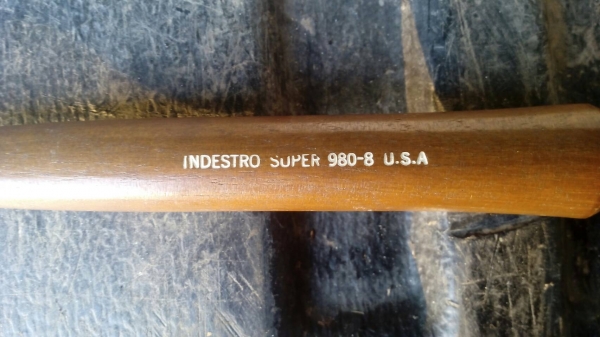 INDESTRO SUPER 980-8 U.S.A